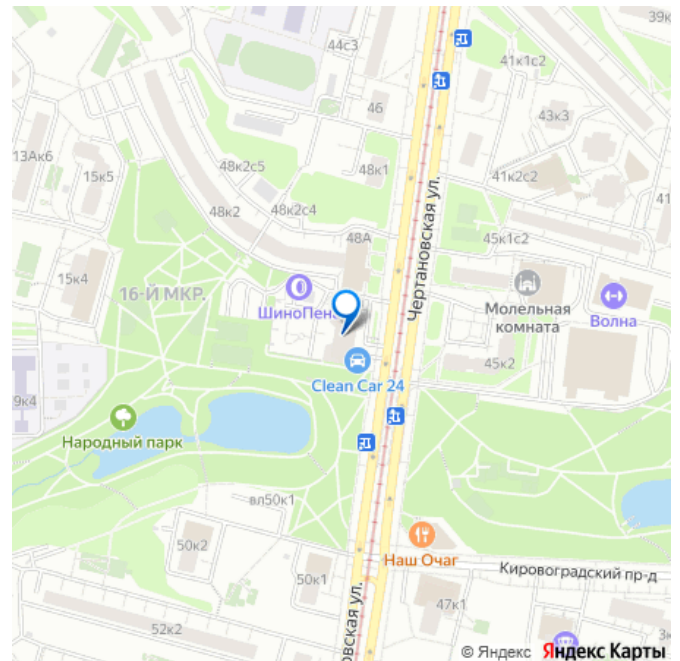 39к
44с3
41к1с2
46
43к3
13Ак6
15к5
48к2с5
48к1
41к2с2
48к2
48к2с4
48А
45к1с2
Чертановская ул.
15к4
16-Й МКР.
ШиноПена
Молельная
комната
Волна
Clean Car 24
45к2
9к4
Народный парк
вл50к1
50к2
50к1
Наш Очаг
Кировоградский пр-д
47к1
52к2
овская ул.
3к
© Яндекс Яндекс Карты